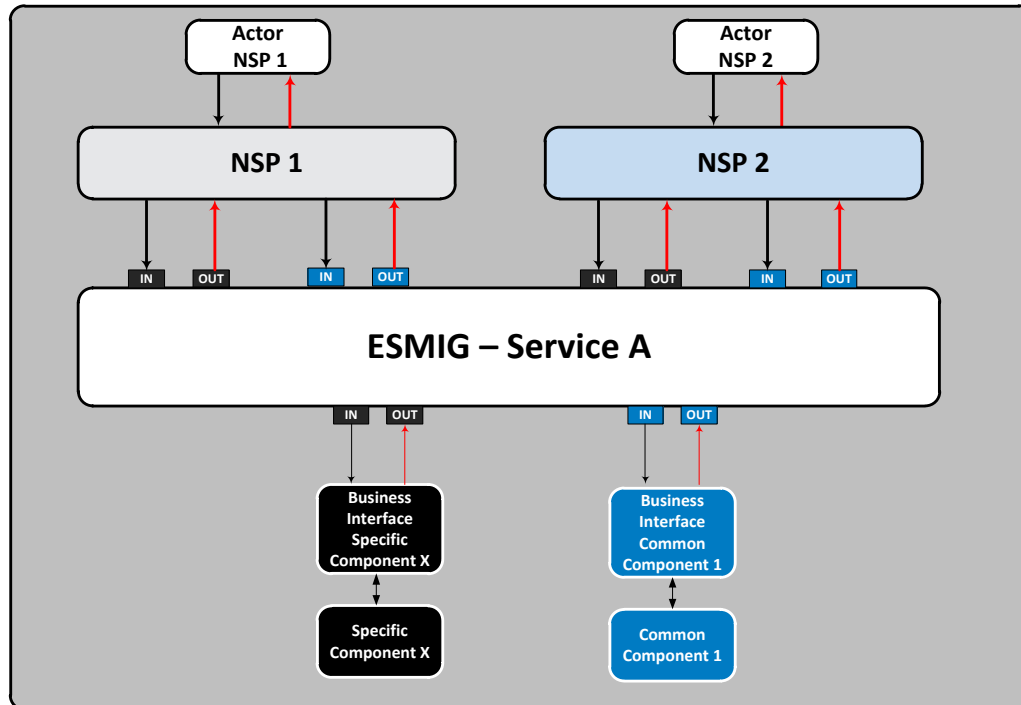 Actor
NSP 1
Actor
NSP 2
NSP 1
NSP 2
IN
OUT
IN
OUT
IN
OUT
IN
OUT
ESMIG – Service A
IN
OUT
IN
OUT
Business
Interface
Specific
Component X
Business
Interface
Common
Component 1
Specific
Component X
Common
Component 1